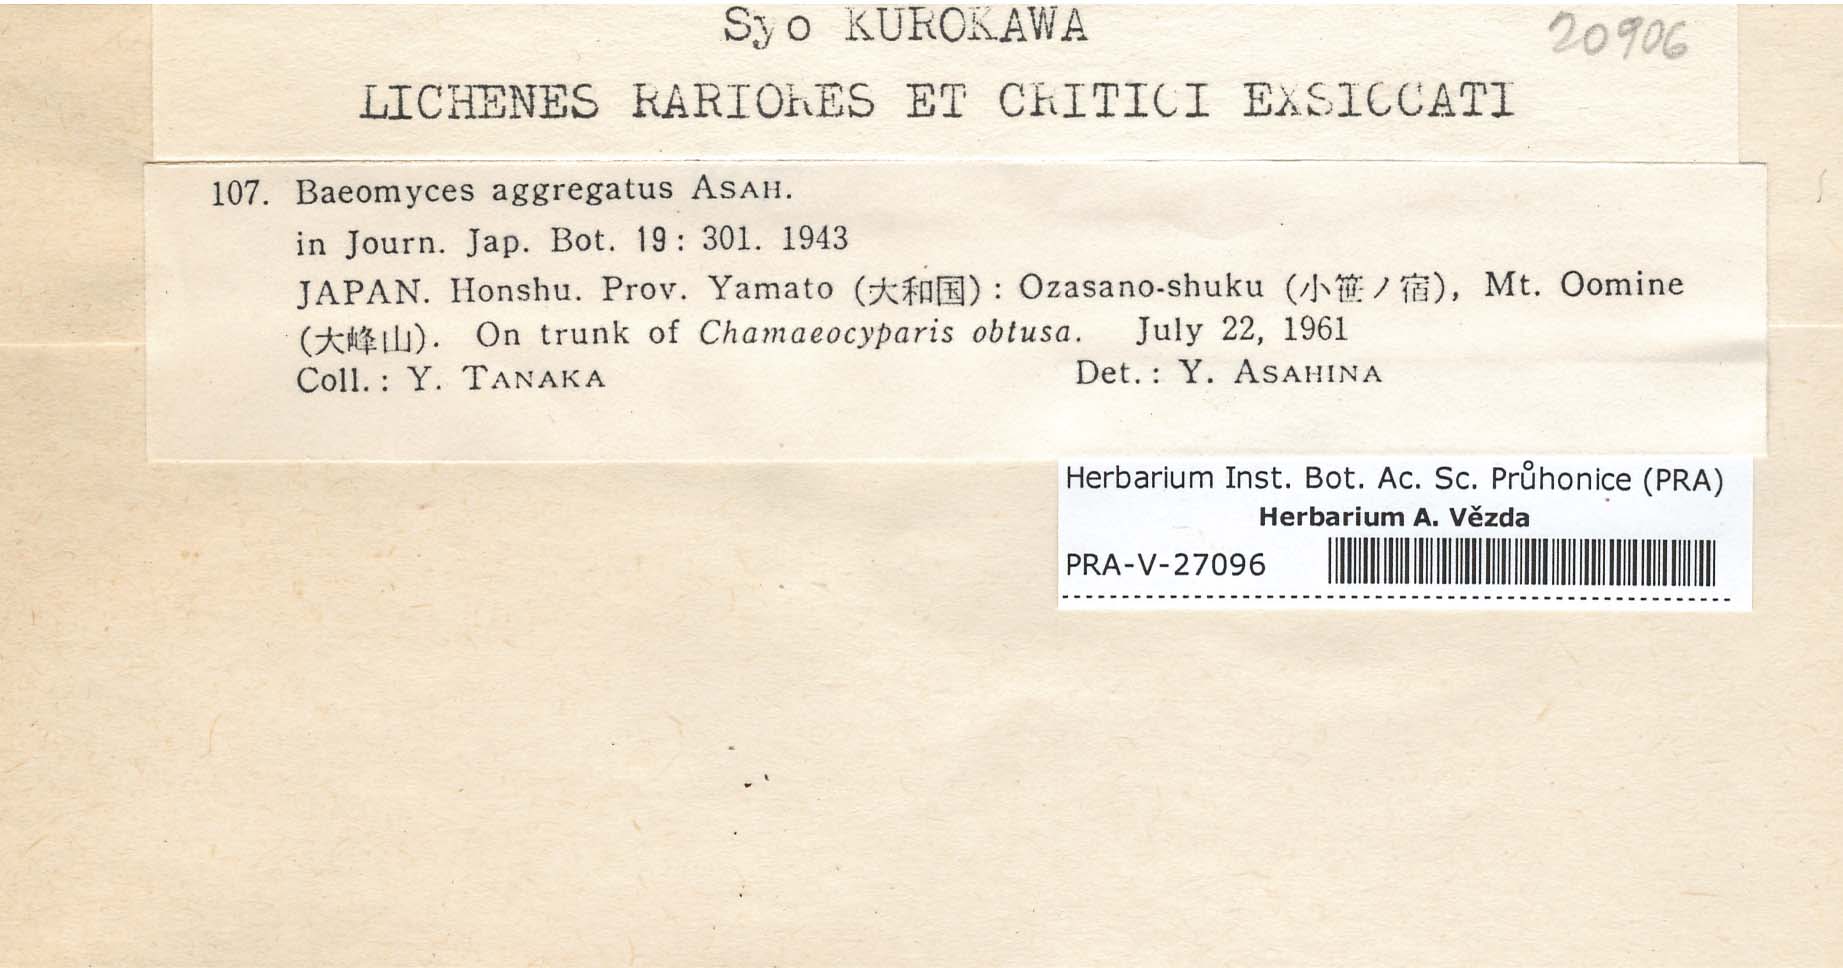 Syo KUROKAWA
20906
LICHENES RARIORES ET CRITICI EXSICCATI
107. Baeomyces aggregatus ASAH.
in Journ. Jap. Bot. 19: 301. 1943
JAPAN. Honshu. Prov. Yamato (大和国): Ozasano-shuku (小笹ノ宿), Mt. Oomine
(大峰山). On trunk of Chamaeocyparis obtusa. July 22, 1961
Coll.: Y. TANAKA Det.: Y. ASAHINA
Herbarium Inst. Bot. Ac. Sc. Průhonice (PRA)
Herbarium A. Vězda
PRA-V-27096